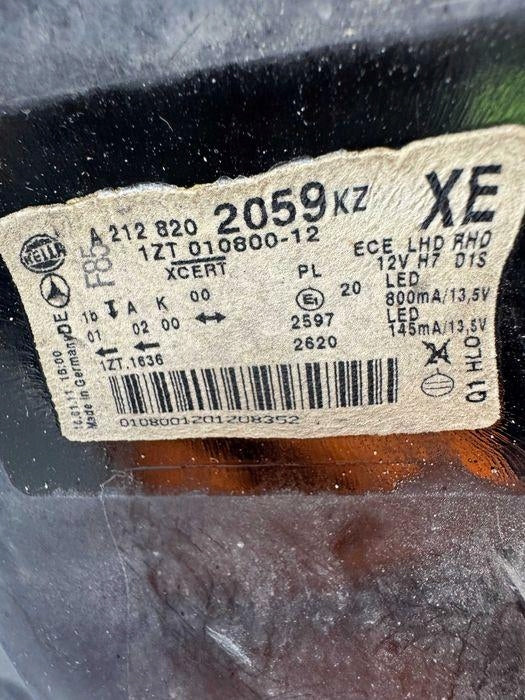 HELLA
A 212 820 2059 KZ
XE
F85
1ZT 010800-12
XCERT
ECE LHD RHD
12V H7 D1S
LED
800mA/13,5V
LED
145mA/13,5V
PL
E1 20
2597
2620
1b A K 00
01 02 00
1ZT.1636
DE
Made in Germany
Q1 HLO
0108001201208352